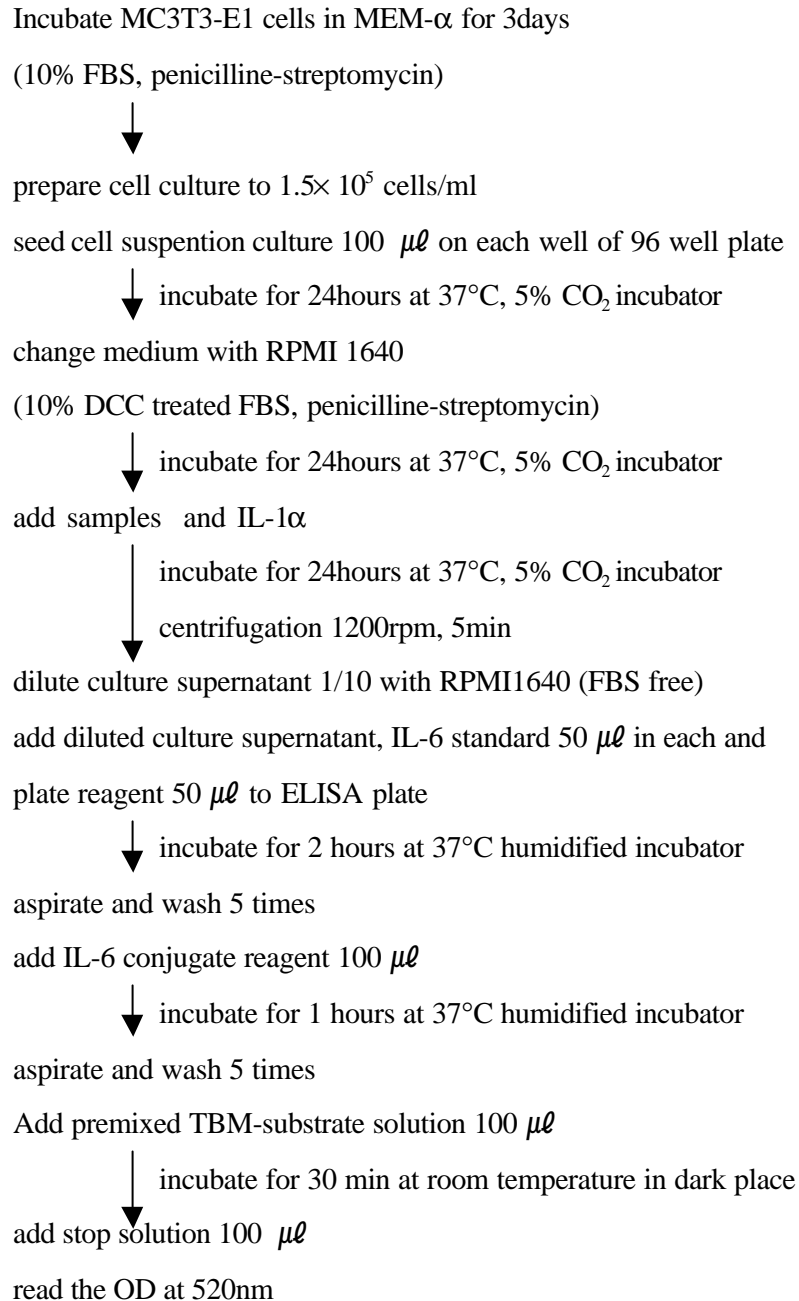 Incubate MC3T3-E1 cells in MEM-α for 3days
(10% FBS, penicilline-streptomycin)
prepare cell culture to 1.5× 10⁵ cells/ml
seed cell suspention culture 100 μℓ on each well of 96 well plate
incubate for 24hours at 37°C, 5% CO₂ incubator
change medium with RPMI 1640
(10% DCC treated FBS, penicilline-streptomycin)
incubate for 24hours at 37°C, 5% CO₂ incubator
add samples and IL-1α
incubate for 24hours at 37°C, 5% CO₂ incubator
centrifugation 1200rpm, 5min
dilute culture supernatant 1/10 with RPMI1640 (FBS free)
add diluted culture supernatant, IL-6 standard 50 μℓ in each and
plate reagent 50 μℓ to ELISA plate
incubate for 2 hours at 37°C humidified incubator
aspirate and wash 5 times
add IL-6 conjugate reagent 100 μℓ
incubate for 1 hours at 37°C humidified incubator
aspirate and wash 5 times
Add premixed TBM-substrate solution 100 μℓ
incubate for 30 min at room temperature in dark place
add stop solution 100 μℓ
read the OD at 520nm